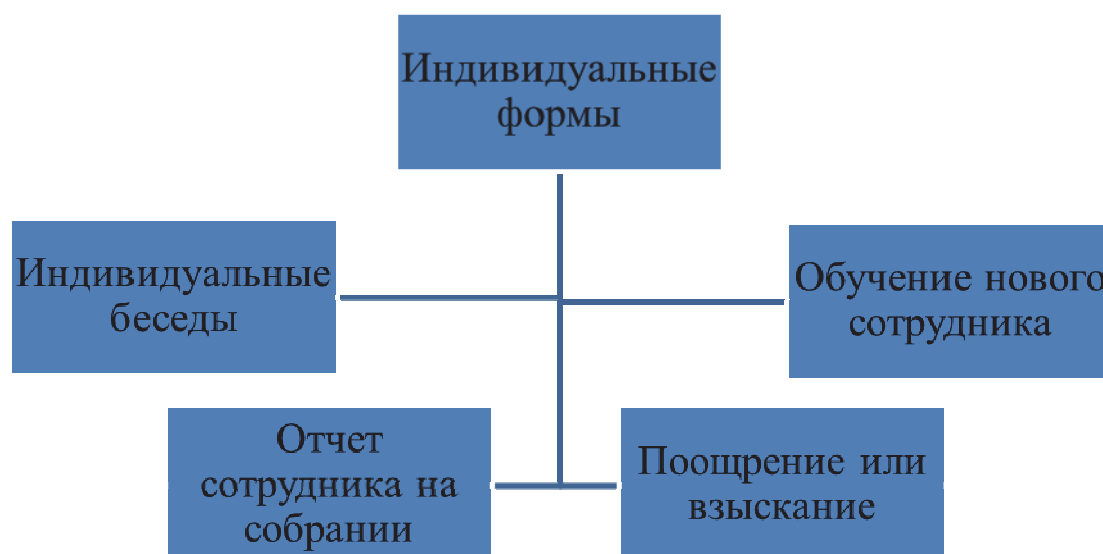 Индивидуальные
формы
Индивидуальные
беседы
Обучение нового
сотрудника
Отчет
сотрудника на
собрании
Поощрение или
взыскание